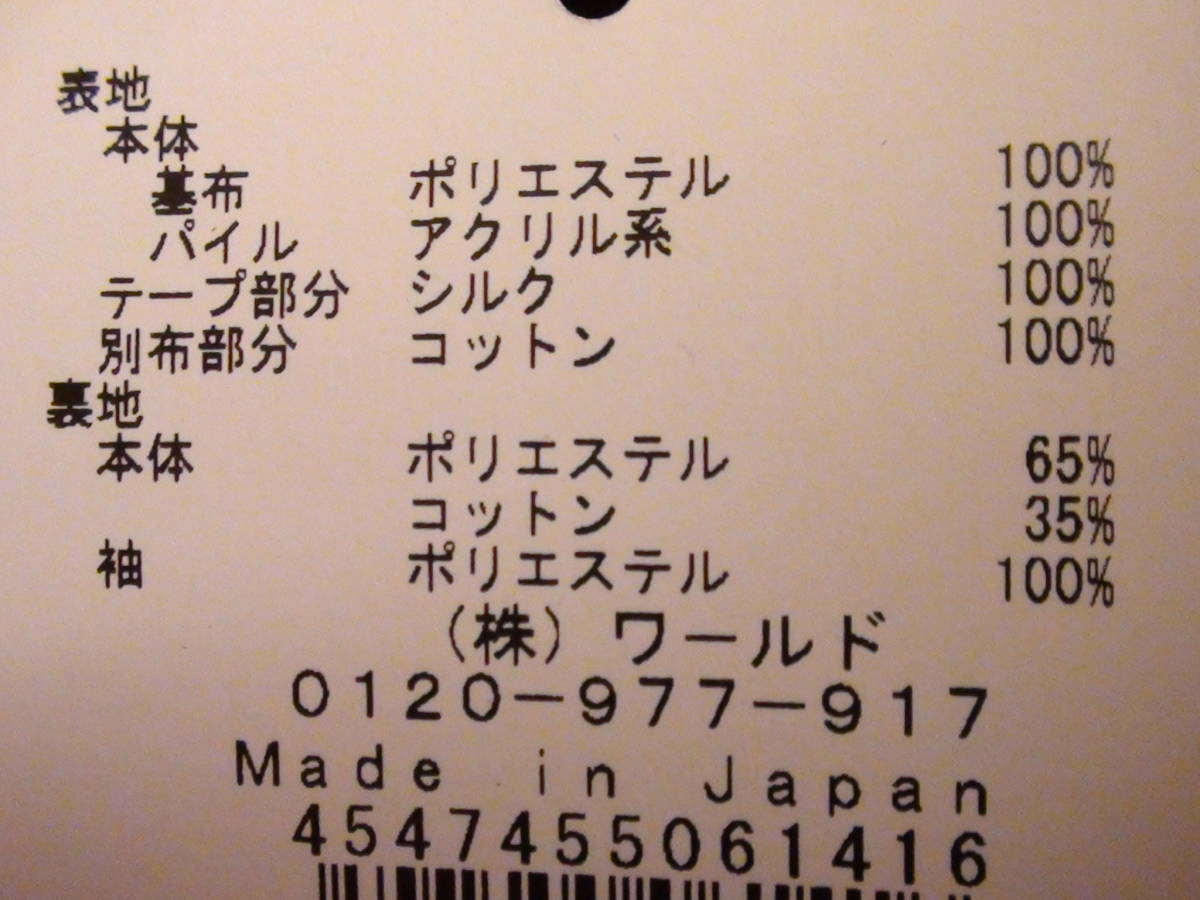 表地
本体
基布 ポリエステル 100%
パイル アクリル系 100%
テープ部分 シルク 100%
別布部分 コットン 100%
裏地
本体 ポリエステル 65%
コットン 35%
袖 ポリエステル 100%
(株) ワールド
0120-977-917
Made in Japan
4547455061416